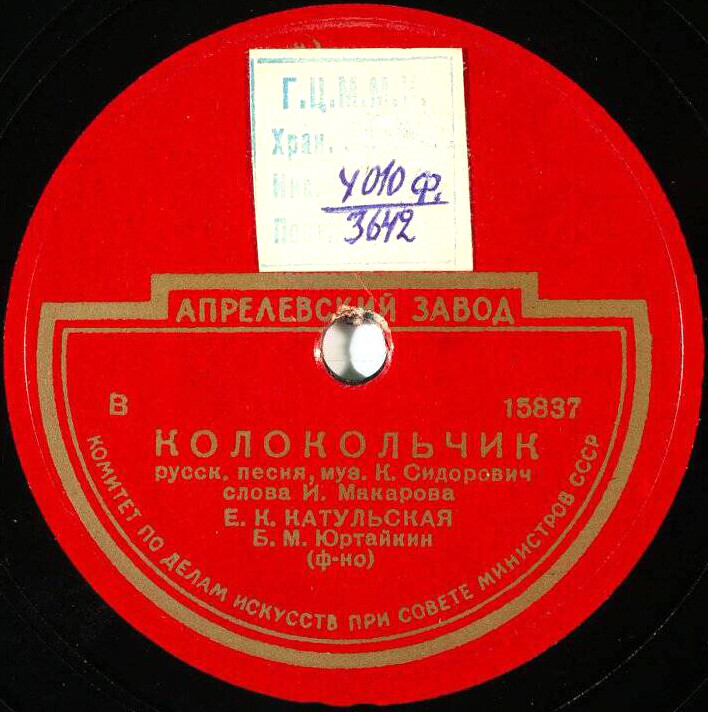 Г.Ц.М.М.К.
Хран.
Инв. 4010 ф.
3642
АПРЕЛЕВСКИЙ ЗАВОД
В 15837
КОЛОКОЛЬЧИК
русск. песня, муз. К. Сидорович
слова И. Макарова
Е. К. КАТУЛЬСКАЯ
Б. М. Юртайкин
(ф-но)
КОМИТЕТ ПО ДЕЛАМ ИСКУССТВ ПРИ СОВЕТЕ МИНИСТРОВ СССР